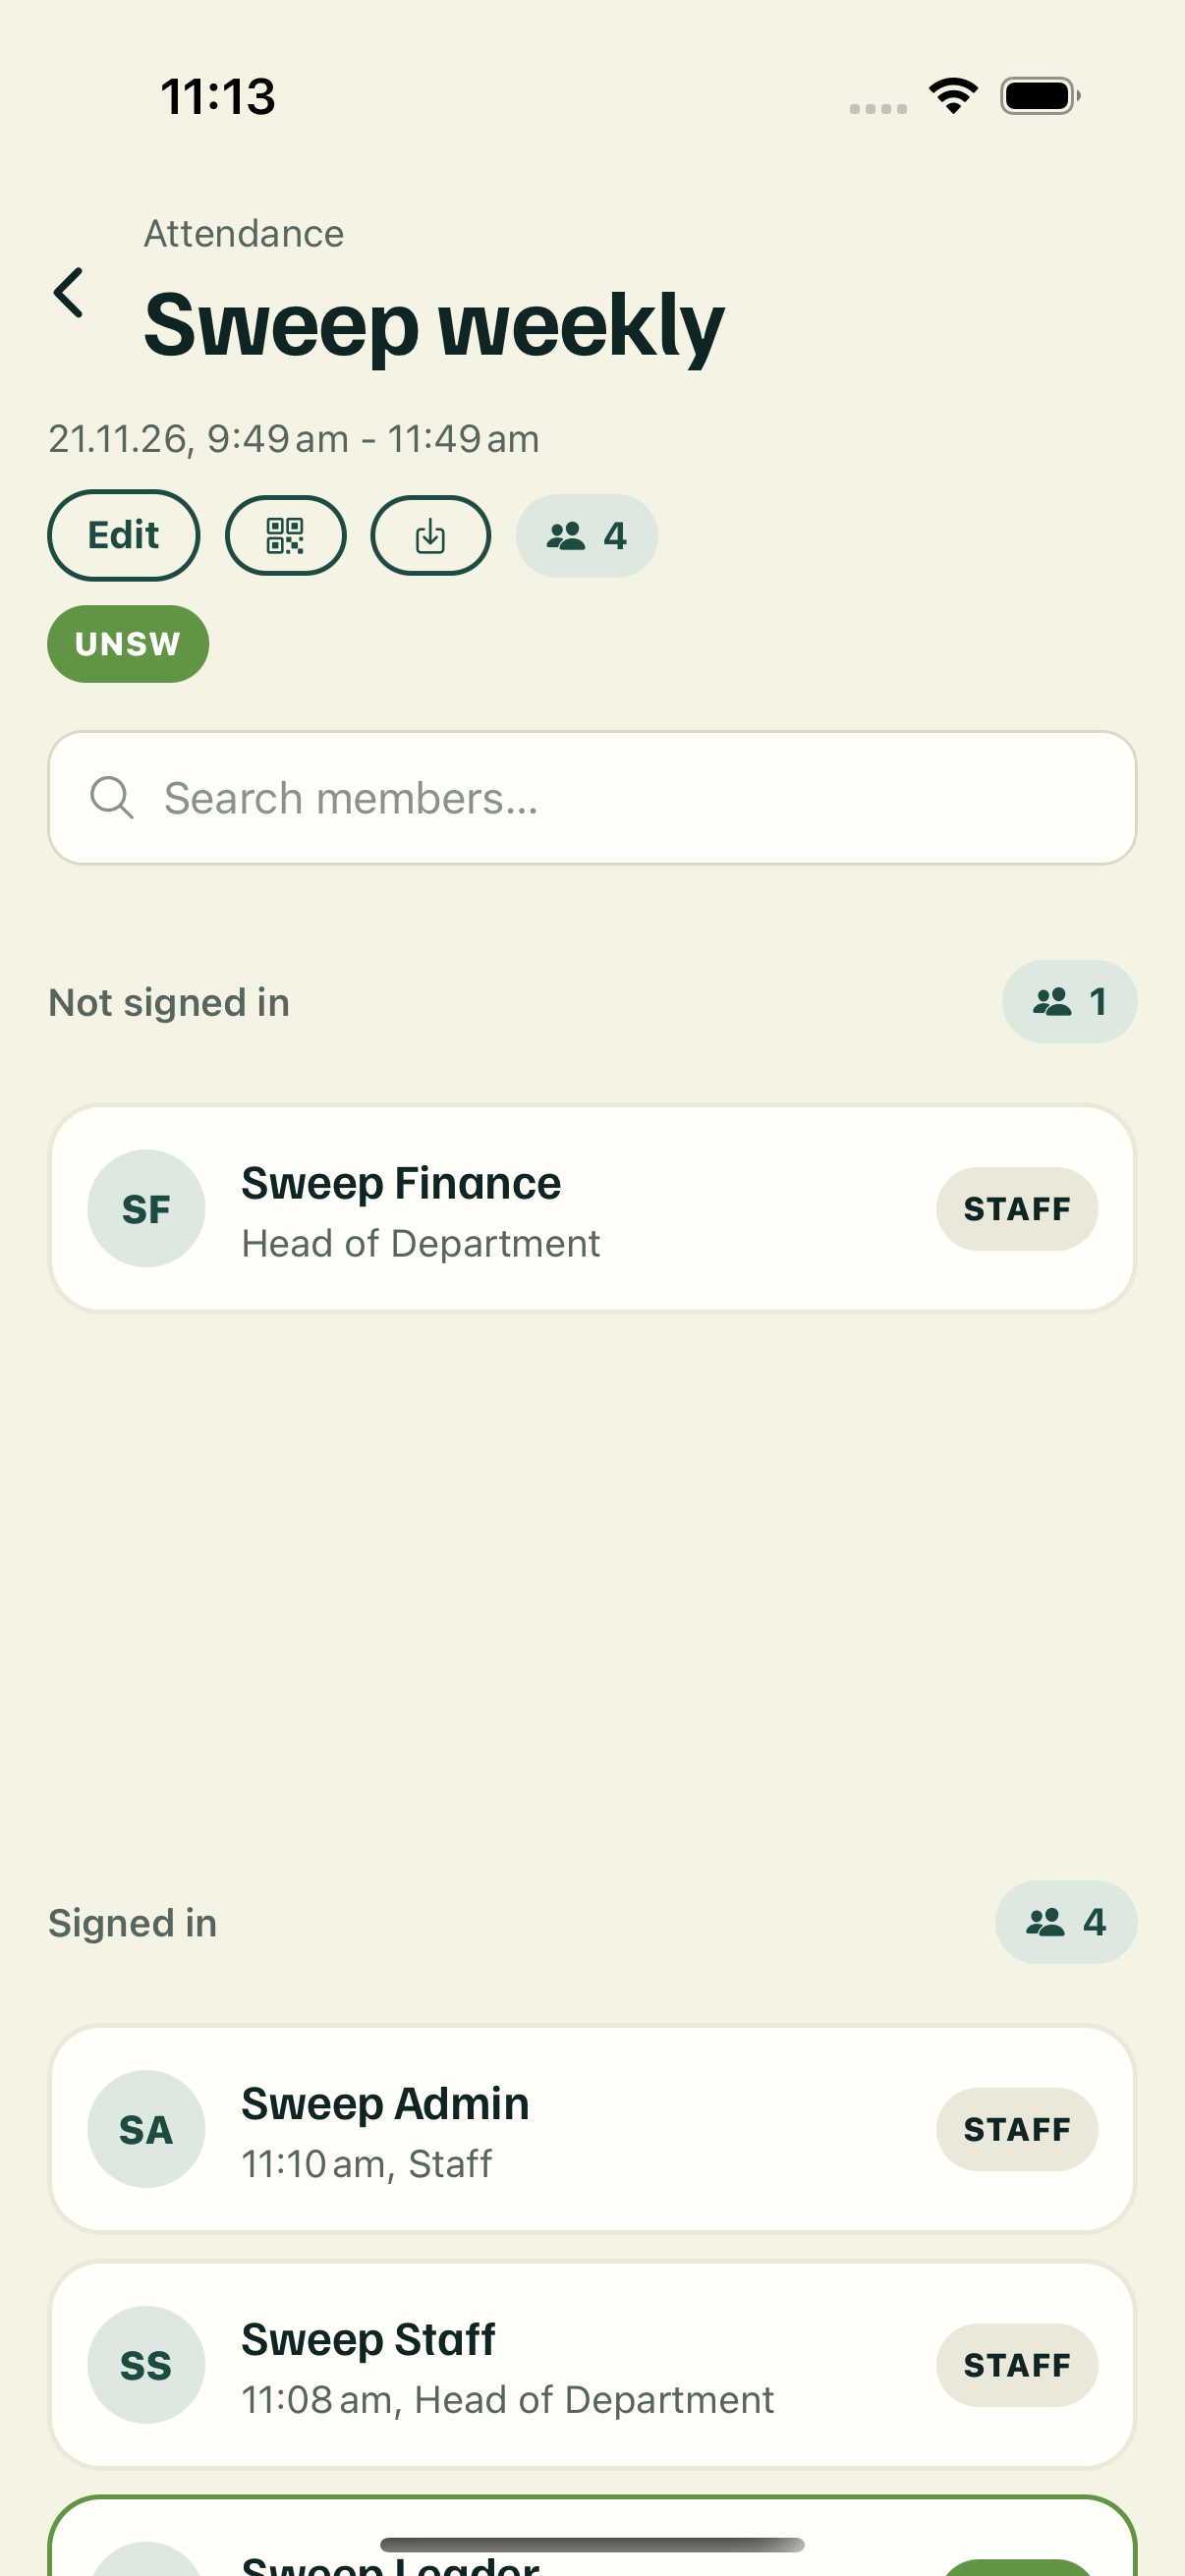 11:13
Attendance
Sweep weekly
21.11.26, 9:49 am - 11:49 am
Edit
4
UNSW
Search members...
Not signed in
1
SF
Sweep Finance
Head of Department
STAFF
Signed in
4
SA
Sweep Admin
11:10 am, Staff
STAFF
SS
Sweep Staff
11:08 am, Head of Department
STAFF
Sweep Leader